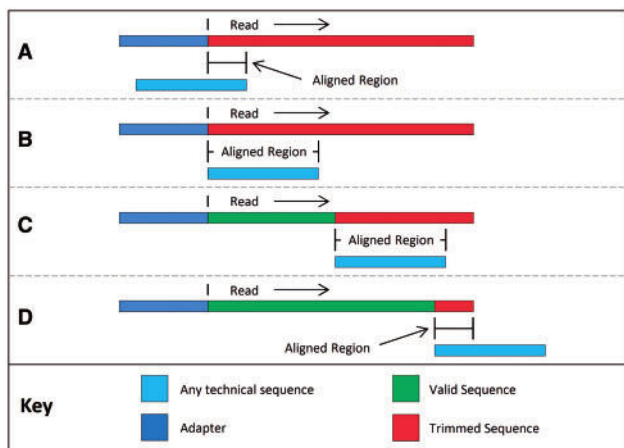 Read
A
Aligned Region
Read
B
Aligned Region
Read
C
Aligned Region
Read
D
Aligned Region
Key
Any technical sequence
Valid Sequence
Adapter
Trimmed Sequence